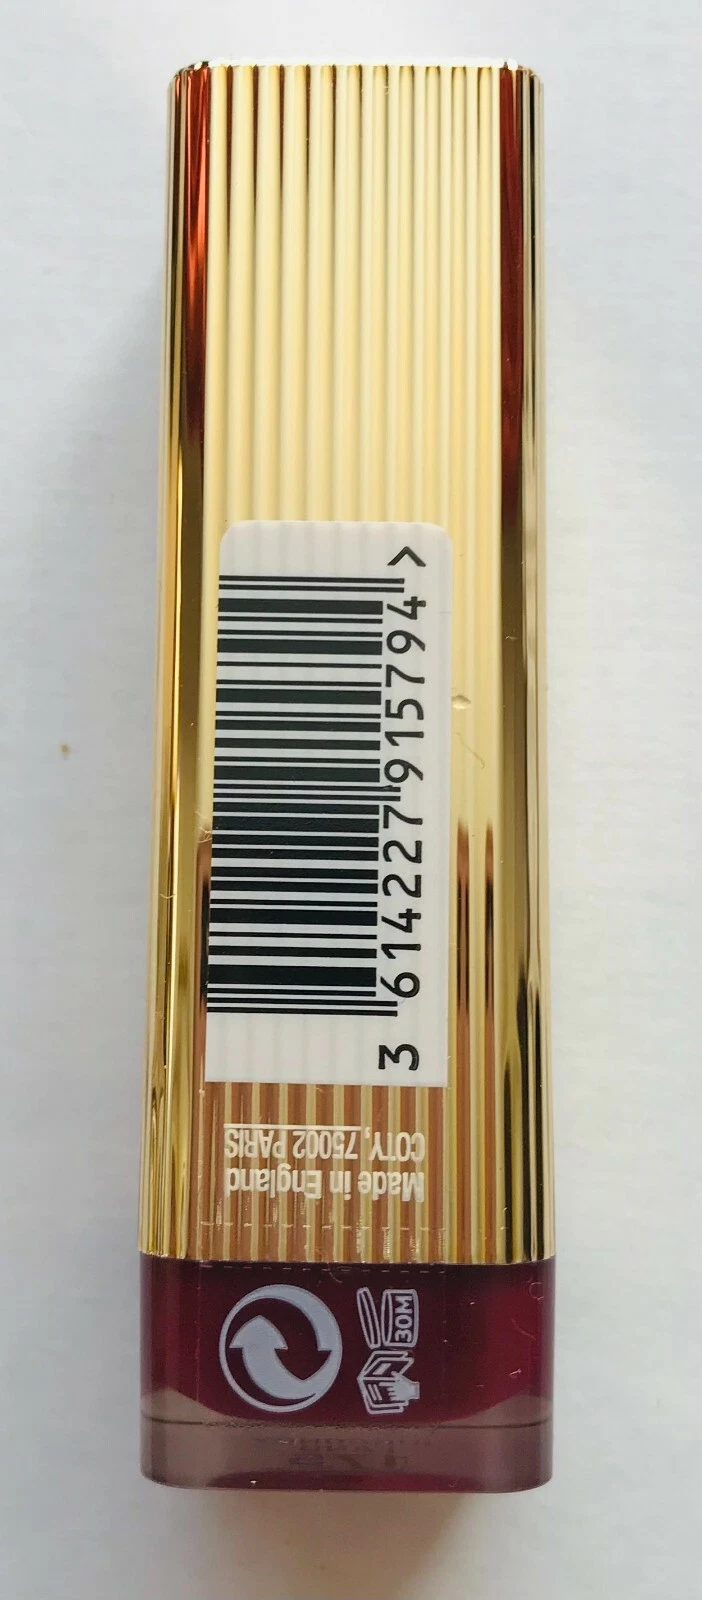 3 614227 915794 >
Made in England
COTY, 75002 PARIS
30M